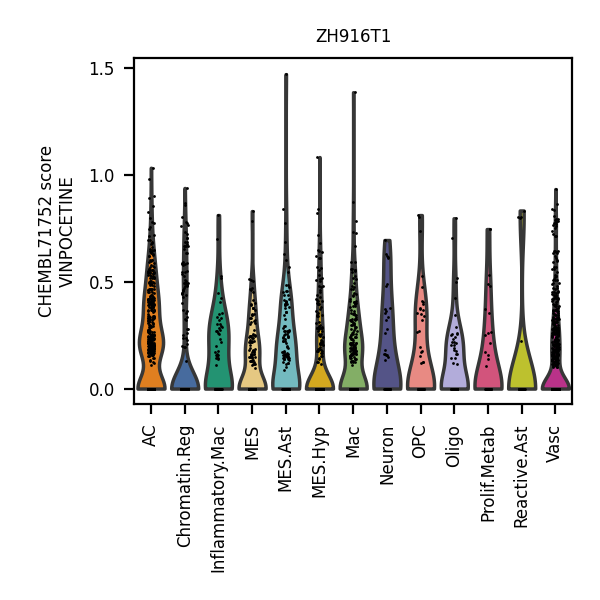 ZH916T1
CHEMBL71752 score
VINPOCETINE
1.5
1.0
0.5
0.0
AC
Chromatin.Reg
Inflammatory.Mac
MES
MES.Ast
MES.Hyp
Mac
Neuron
OPC
Oligo
Prolif.Metab
Reactive.Ast
Vasc